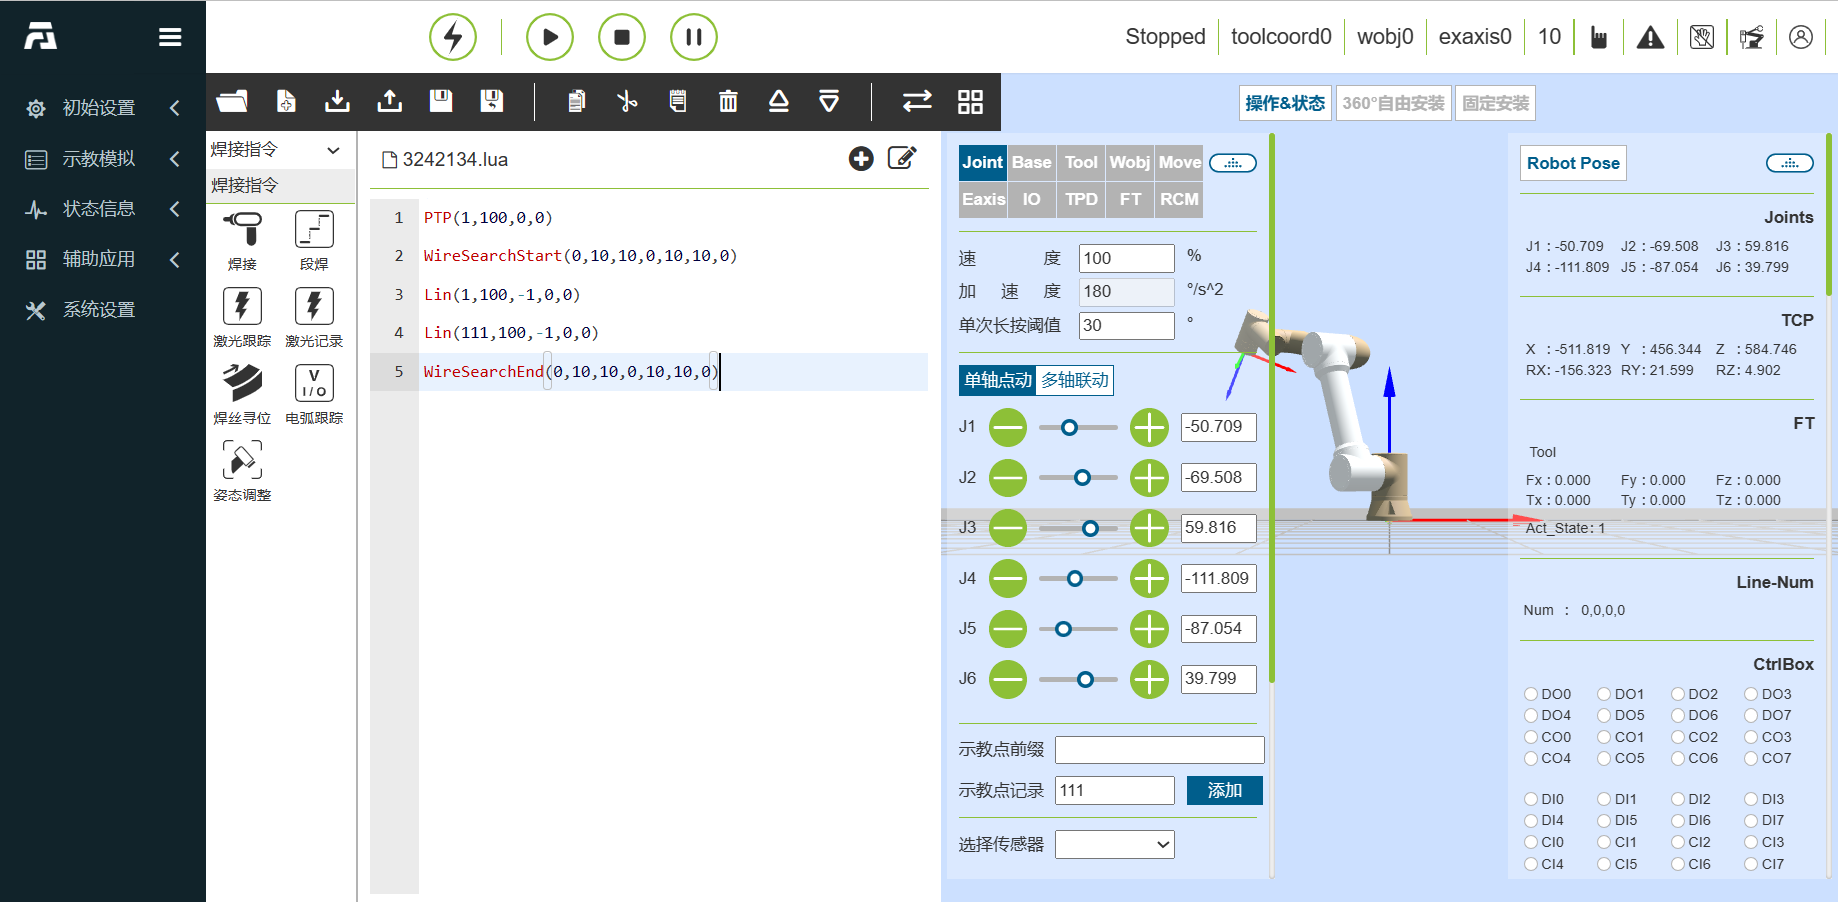 Stopped toolcoord0 wobj0 exaxis0 10
初始设置
示教模拟
状态信息
辅助应用
系统设置
焊接指令
焊接指令
焊接 段焊
激光跟踪 激光记录
V
I/O
焊丝寻位 电弧跟踪
姿态调整
3242134.lua
1 PTP(1,100,0,0)
2 WireSearchStart(0,10,10,0,10,10,0)
3 Lin(1,100,-1,0,0)
4 Lin(111,100,-1,0,0)
5 WireSearchEnd(0,10,10,0,10,10,0)
操作&状态 360°自由安装 固定安装
Joint Base Tool Wobj Move
Eaxis IO TPD FT RCM
速 度 100 %
加 速 度 180 °/s^2
单次长按阈值 30 °
单轴点动 多轴联动
J1 -50.709
J2 -69.508
J3 59.816
J4 -111.809
J5 -87.054
J6 39.799
示教点前缀
示教点记录 111 添加
选择传感器
Robot Pose
Joints
J1 : -50.709 J2 : -69.508 J3 : 59.816
J4 : -111.809 J5 : -87.054 J6 : 39.799
TCP
X : -511.819 Y : 456.344 Z : 584.746
RX: -156.323 RY: 21.599 RZ: 4.902
FT
Tool
Fx : 0.000 Fy : 0.000 Fz : 0.000
Tx : 0.000 Ty : 0.000 Tz : 0.000
Act_State : 1
Line-Num
Num : 0,0,0,0
CtrlBox
DO0 DO1 DO2 DO3
DO4 DO5 DO6 DO7
CO0 CO1 CO2 CO3
CO4 CO5 CO6 CO7
DI0 DI1 DI2 DI3
DI4 DI5 DI6 DI7
CI0 CI1 CI2 CI3
CI4 CI5 CI6 CI7